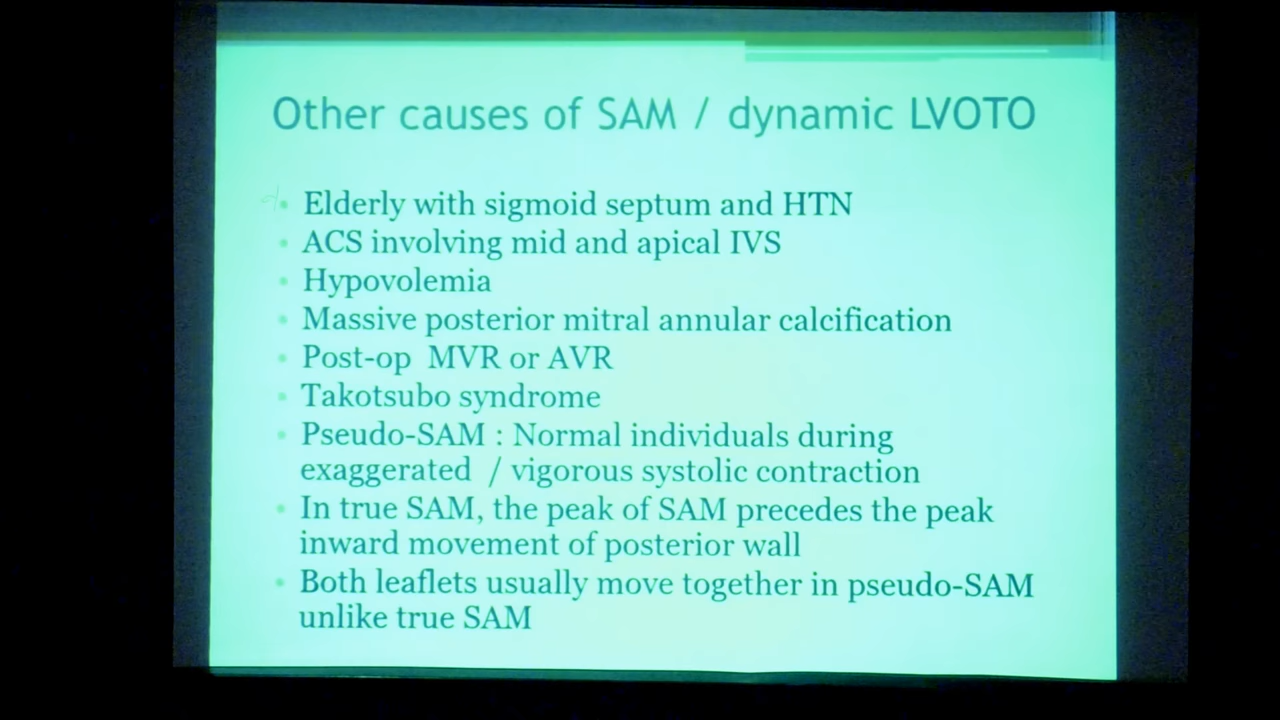 Other causes of SAM / dynamic LVOTO
• Elderly with sigmoid septum and HTN
• ACS involving mid and apical IVS
• Hypovolemia
• Massive posterior mitral annular calcification
• Post-op MVR or AVR
• Takotsubo syndrome
• Pseudo-SAM : Normal individuals during
exaggerated / vigorous systolic contraction
• In true SAM, the peak of SAM precedes the peak
inward movement of posterior wall
• Both leaflets usually move together in pseudo-SAM
unlike true SAM